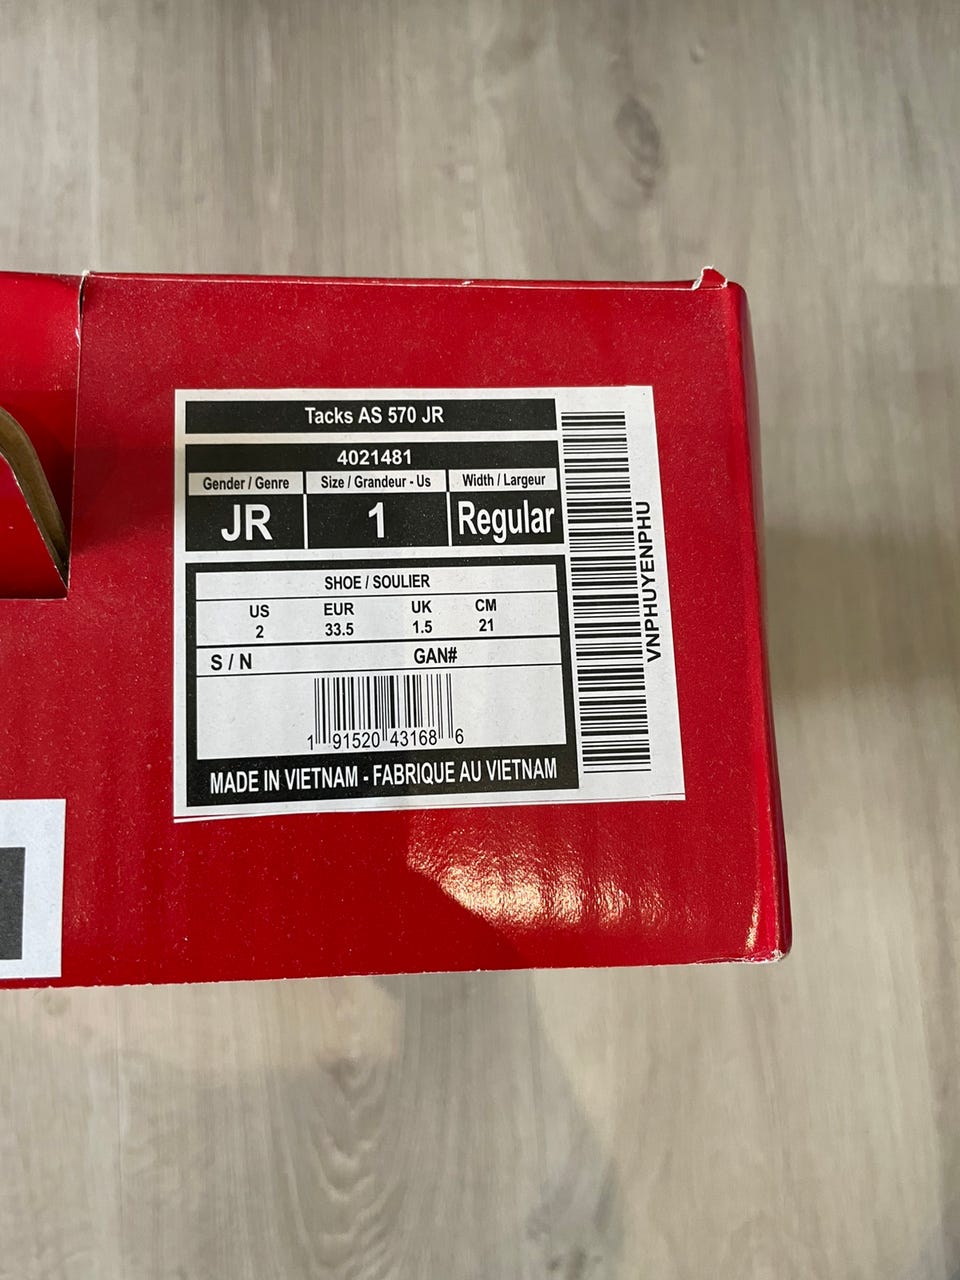 Tacks AS 570 JR
4021481
Gender / Genre Size / Grandeur - Us Width / Largeur
JR 1 Regular
SHOE / SOULIER
US EUR UK CM
2 33.5 1.5 21
S / N GAN#
1 91520 43168 6
MADE IN VIETNAM - FABRIQUE AU VIETNAM
VNPHUYENPHU